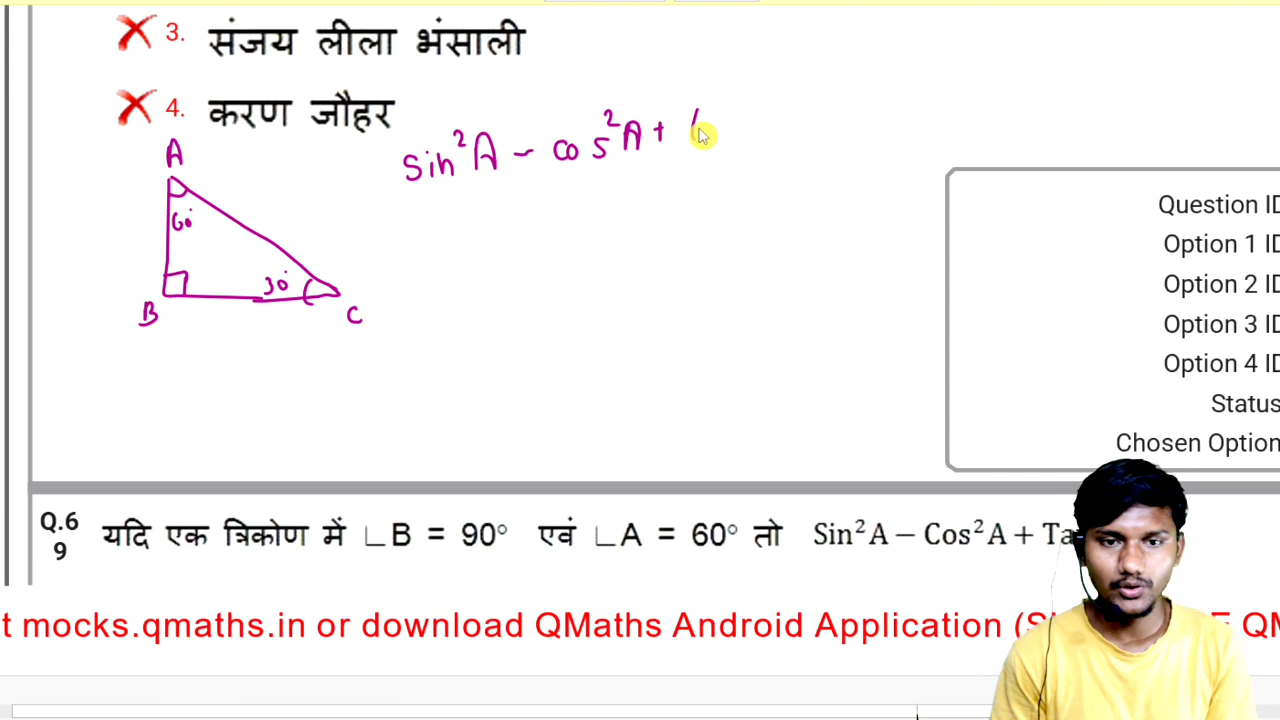 3. संजय लीला भंसाली
4. करण जौहर
A
Sin²A - Cos²A +
60°
30°
B
C
Question ID
Option 1 ID
Option 2 ID
Option 3 ID
Option 4 ID
Status
Chosen Option
Q.6
9
यदि एक त्रिकोण में ∟B = 90° एवं ∟A = 60° तो Sin²A − Cos²A + Ta
t mocks.qmaths.in or download QMaths Android Application (S E QM